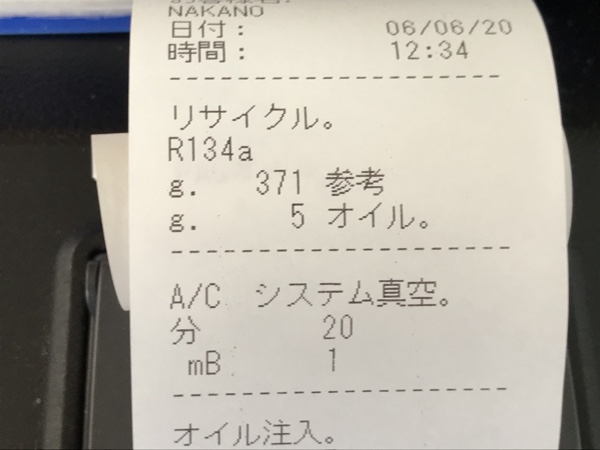 NAKANO
日付: 06/06/20
時間: 12:34
--------------------
リサイクル。
R134a
g. 371 参考
g. 5 オイル。
--------------------
A/C システム真空。
分 20
mB 1
--------------------
オイル注入。